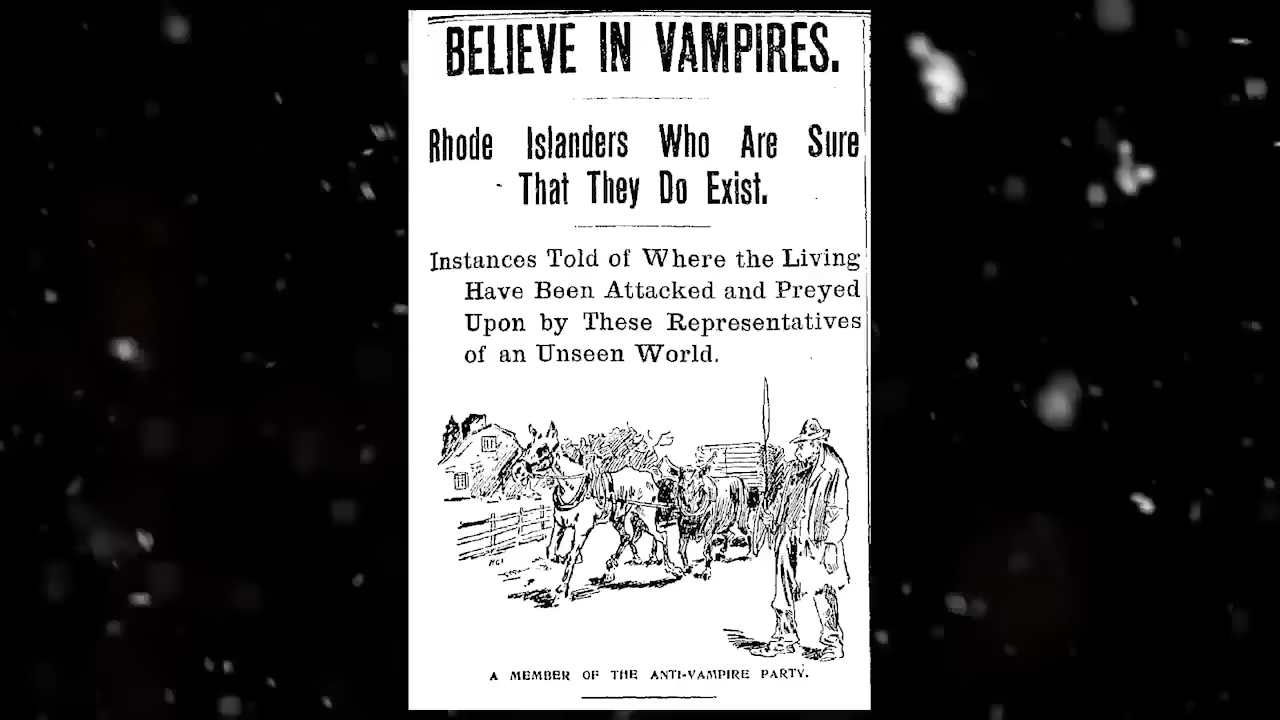 BELIEVE IN VAMPIRES.
Rhode Islanders Who Are Sure
That They Do Exist.
Instances Told of Where the Living
Have Been Attacked and Preyed
Upon by These Representatives
of an Unseen World.
A MEMBER OF THE ANTI-VAMPIRE PARTY.